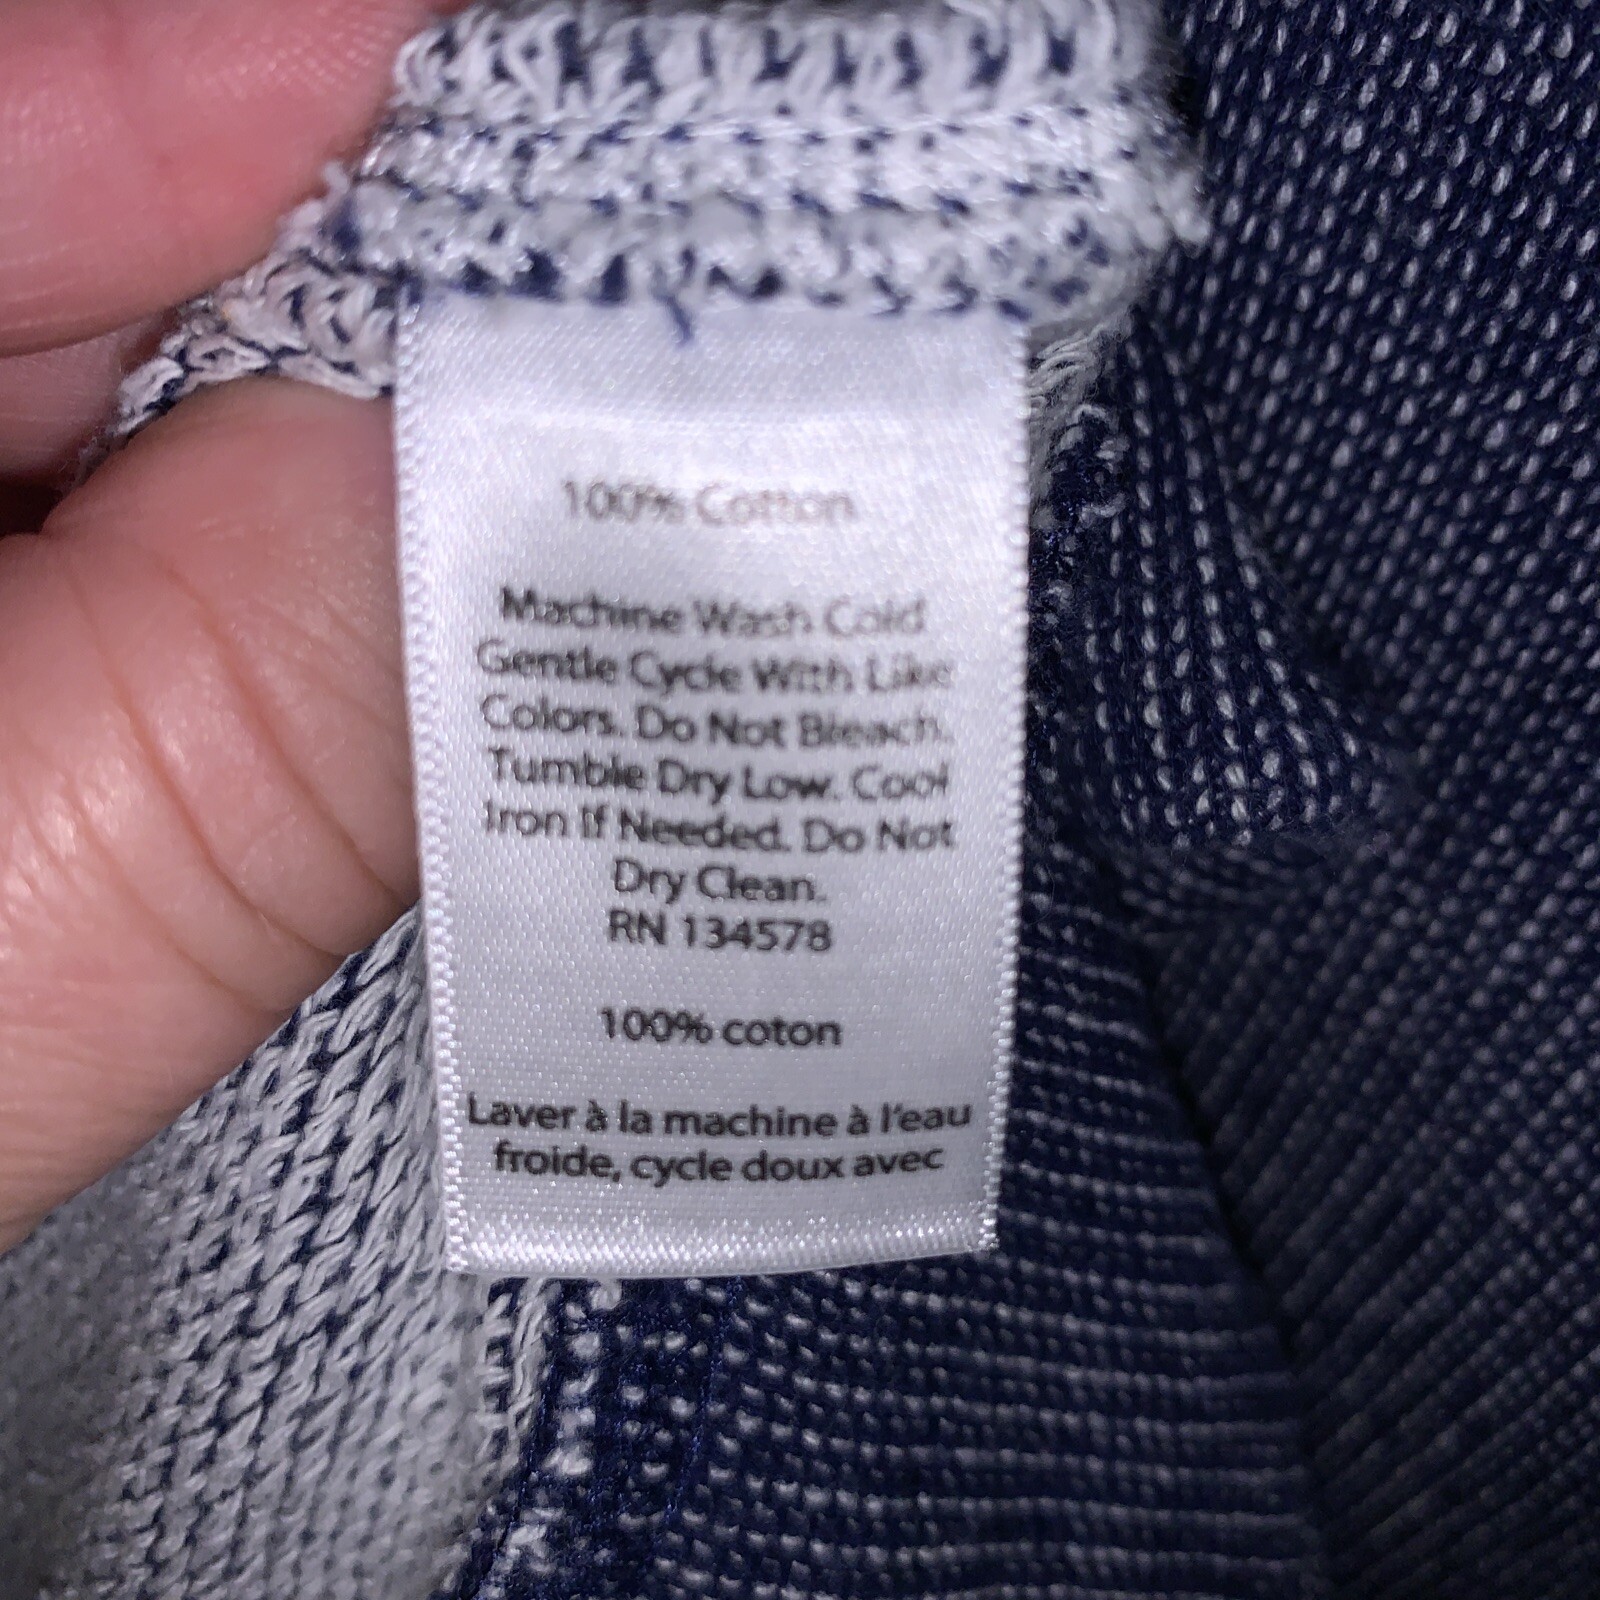 100% Cotton
Machine Wash Cold
Gentle Cycle With Like
Colors. Do Not Bleach.
Tumble Dry Low. Cool
Iron If Needed. Do Not
Dry Clean.
RN 134578
100% coton
Laver à la machine à l'eau
froide, cycle doux avec